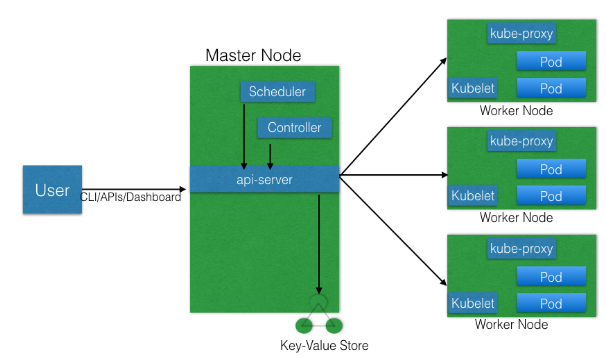 Master Node
Scheduler
Controller
api-server
User
CLI/APIs/Dashboard
Key-Value Store
kube-proxy
Pod
Kubelet
Pod
Worker Node
kube-proxy
Pod
Kubelet
Pod
Worker Node
kube-proxy
Pod
Kubelet
Pod
Worker Node